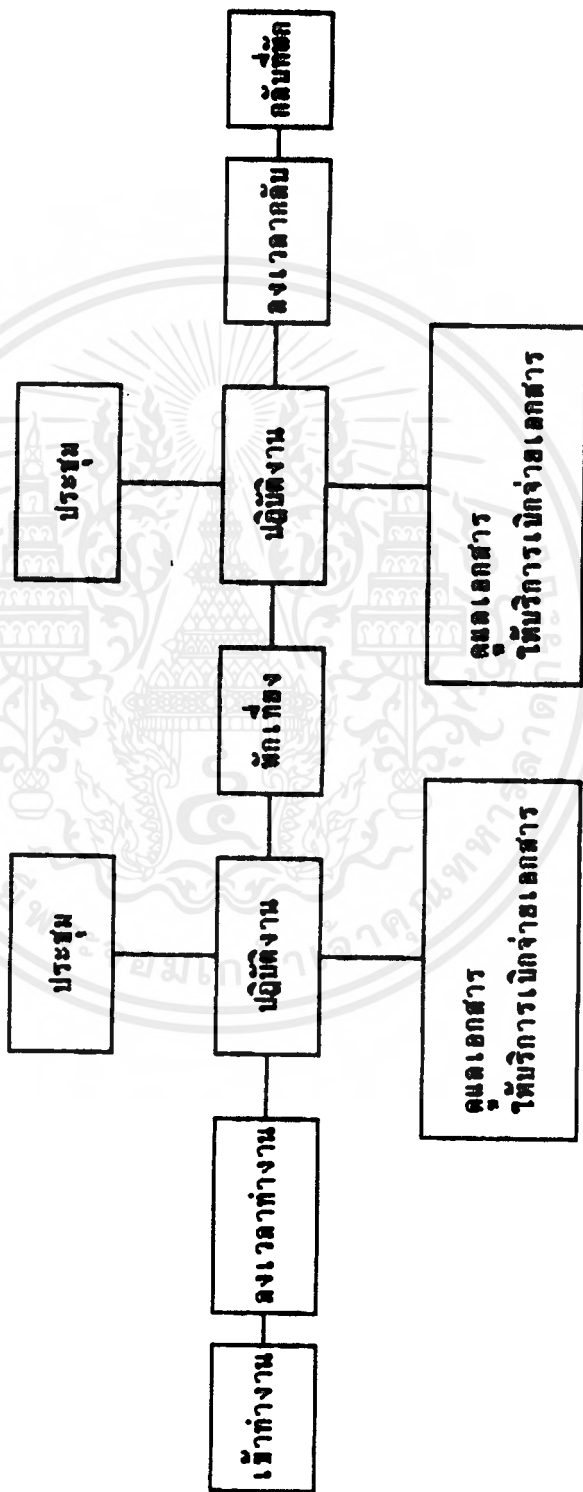 เข้าทำงาน
ลงเวลาทำงาน
ประชุม
ปฏิบัติงาน
ดูแลเอกสาร
ให้บริการเบิกจ่ายเอกสาร
พักเที่ยง
ประชุม
ปฏิบัติงาน
ดูแลเอกสาร
ให้บริการเบิกจ่ายเอกสาร
ลงเวลากลับ
กลับที่พัก